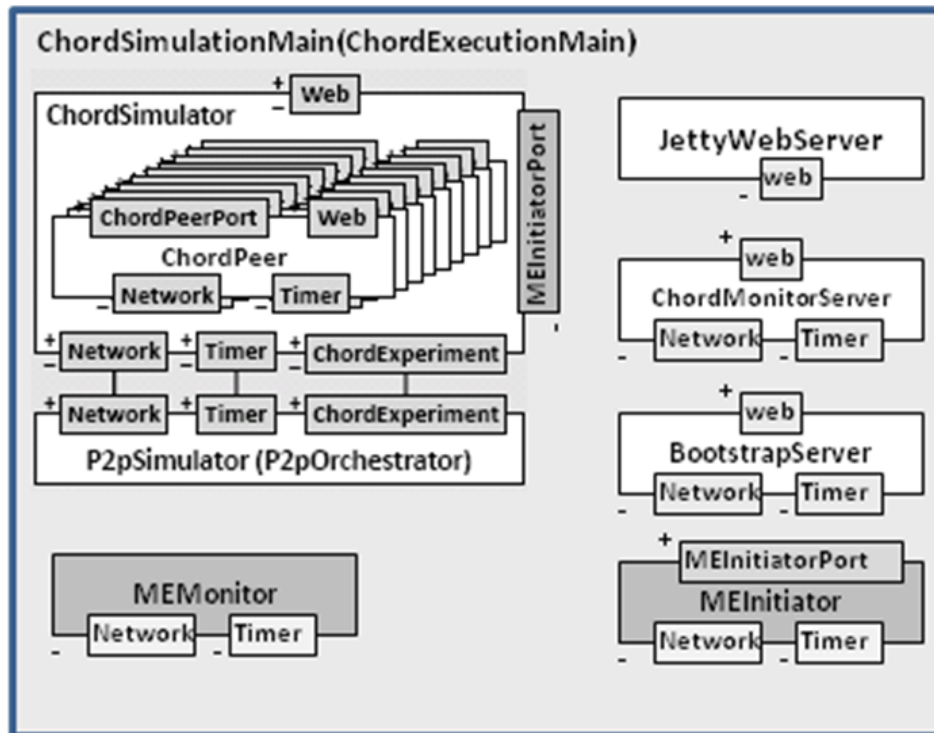 ChordSimulationMain(ChordExecutionMain)
+
-
Web
ChordSimulator
MEInitiatorPort
-
ChordPeerPort
Web
ChordPeer
- Network
- Timer
+
-
Network
+
-
Timer
+
-
ChordExperiment
+
Network
+
Timer
+
ChordExperiment
P2pSimulator (P2pOrchestrator)
MEMonitor
- Network
- Timer
JettyWebServer
- web
+ web
ChordMonitorServer
- Network
- Timer
+ web
BootstrapServer
- Network
- Timer
+ MEInitiatorPort
MEInitiator
- Network
- Timer